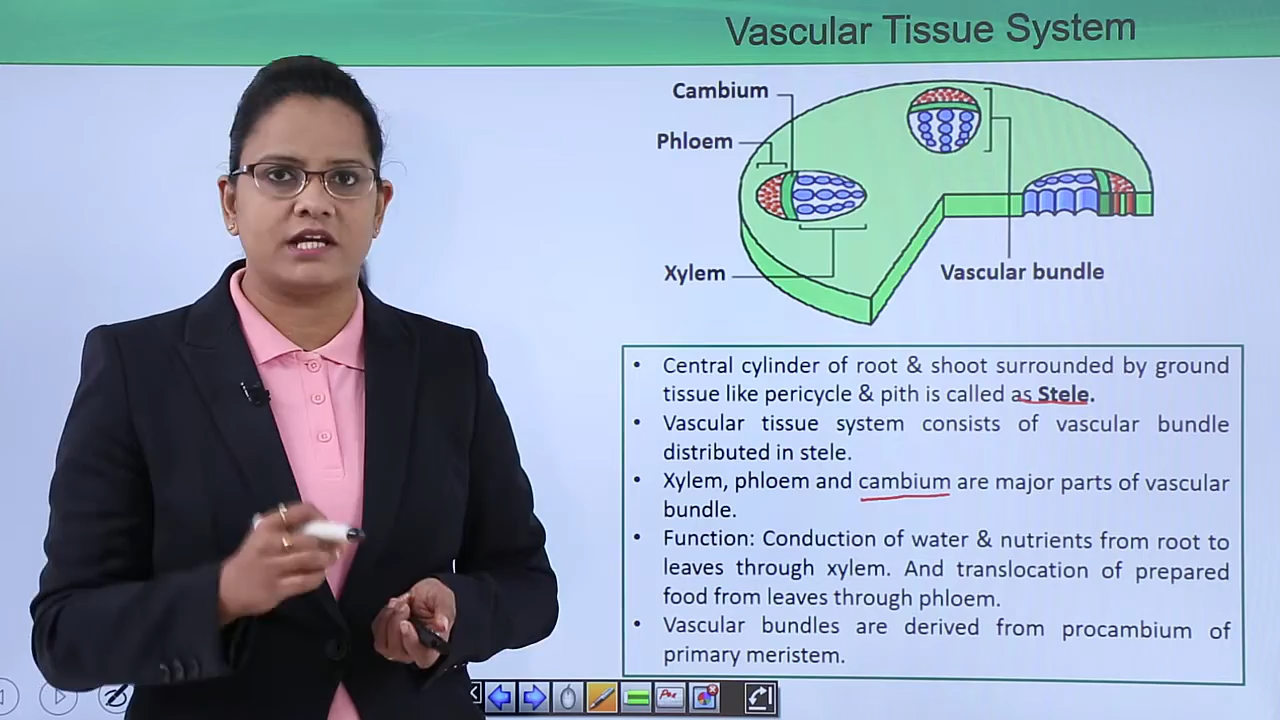 Vascular Tissue System
Cambium
Phloem
Xylem
Vascular bundle
• Central cylinder of root & shoot surrounded by ground
tissue like pericycle & pith is called as Stele.
• Vascular tissue system consists of vascular bundle
distributed in stele.
• Xylem, phloem and cambium are major parts of vascular
bundle.
• Function: Conduction of water & nutrients from root to
leaves through xylem. And translocation of prepared
food from leaves through phloem.
• Vascular bundles are derived from procambium of
primary meristem.